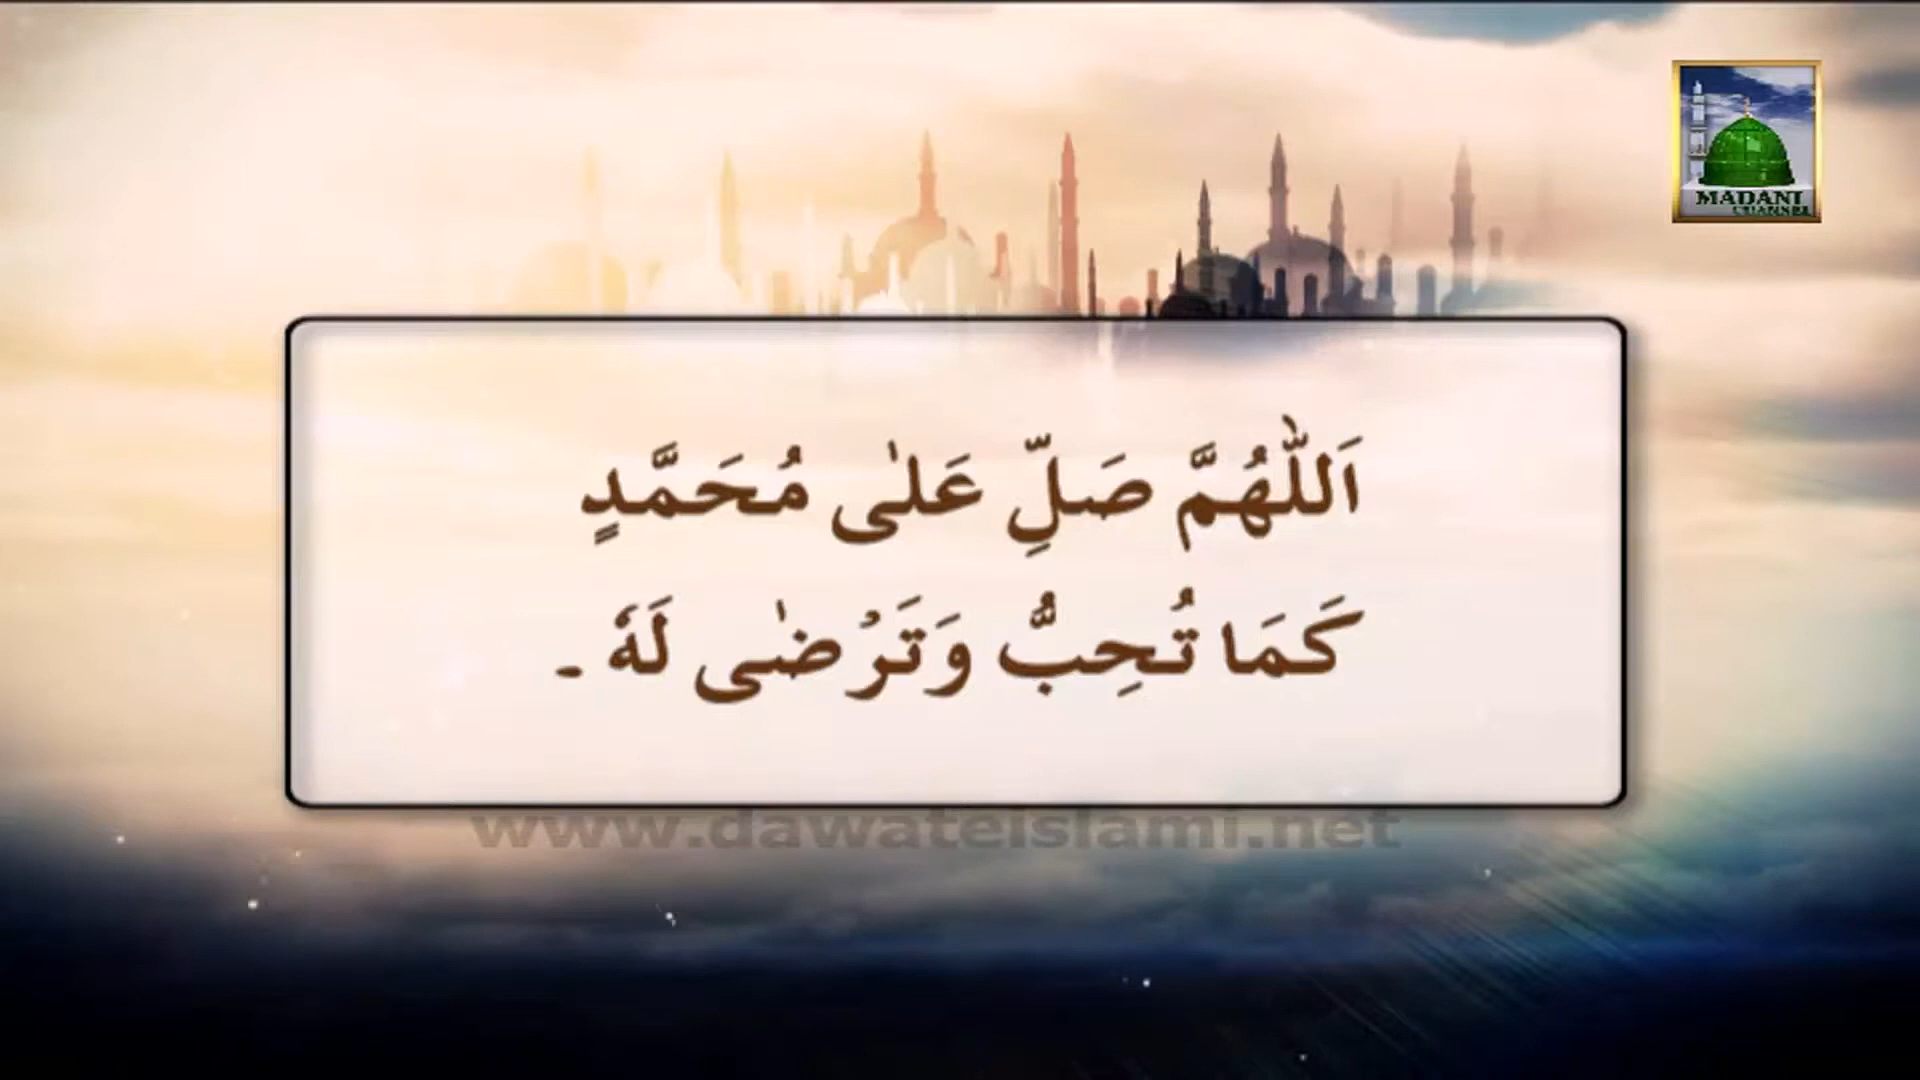 MADANI
CHANNEL
اَللّٰهُمَّ صَلِّ عَلٰی مُحَمَّدٍ
کَمَا تُحِبُّ وَتَرْضٰی لَهٗ ۔
www.dawateislami.net